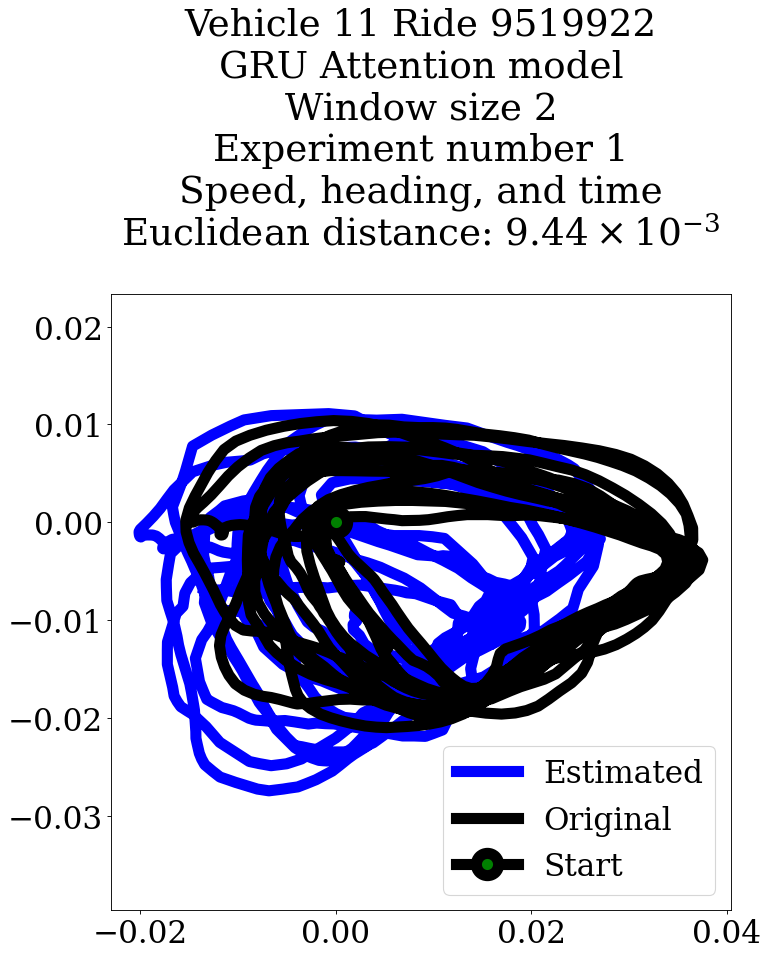 Vehicle 11 Ride 9519922
GRU Attention model
Window size 2
Experiment number 1
Speed, heading, and time
Euclidean distance: 9.44 × 10⁻³
0.02
0.01
0.00
−0.01
−0.02
−0.03
Estimated
Original
Start
−0.02 0.00 0.02 0.04